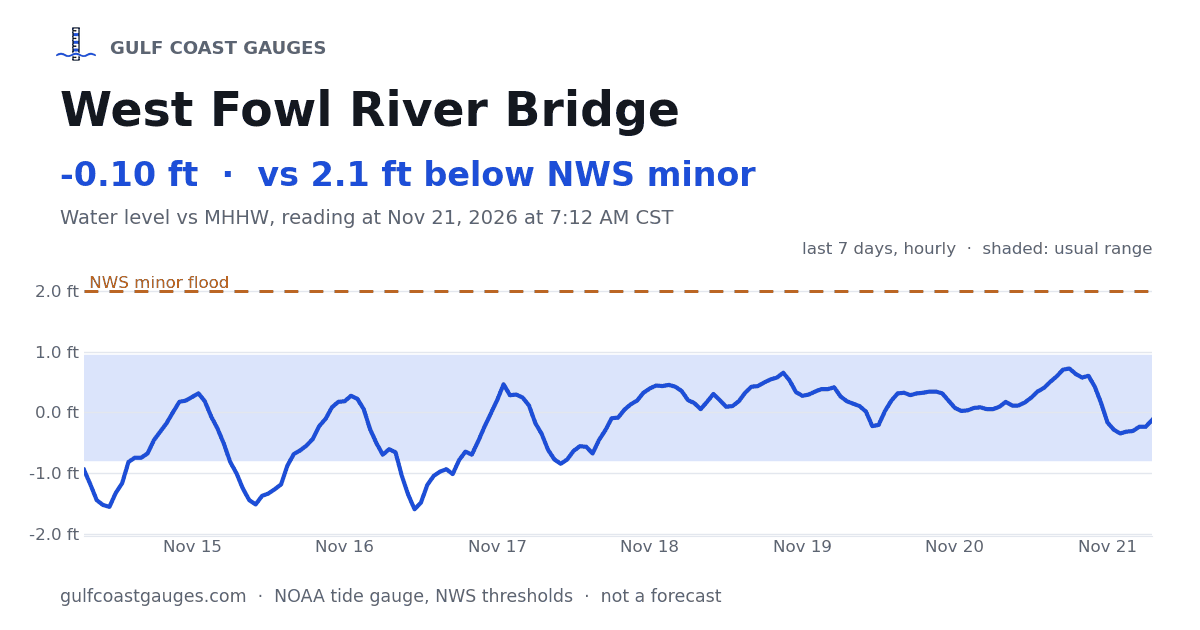 GULF COAST GAUGES
West Fowl River Bridge
-0.10 ft · vs 2.1 ft below NWS minor
Water level vs MHHW, reading at Nov 21, 2026 at 7:12 AM CST
last 7 days, hourly · shaded: usual range
NWS minor flood
2.0 ft
1.0 ft
0.0 ft
-1.0 ft
-2.0 ft
Nov 15 Nov 16 Nov 17 Nov 18 Nov 19 Nov 20 Nov 21
gulfcoastgauges.com · NOAA tide gauge, NWS thresholds · not a forecast